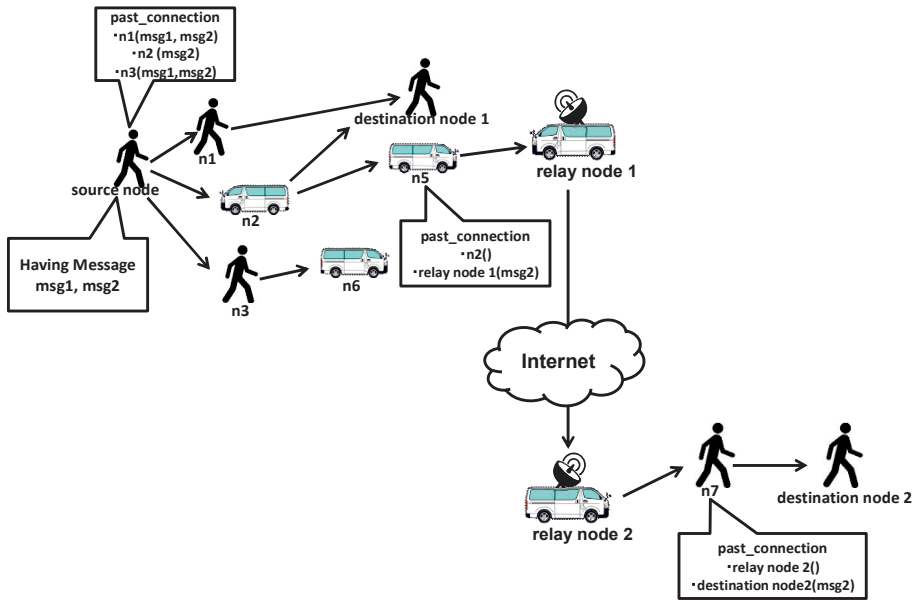 past_connection
・n1(msg1, msg2)
・n2 (msg2)
・n3(msg1,msg2)
n1
destination node 1
source node
n2
n5
relay node 1
Having Message
msg1, msg2
n3
n6
past_connection
・n2()
・relay node 1(msg2)
Internet
relay node 2
n7
destination node 2
past_connection
・relay node 2()
・destination node2(msg2)